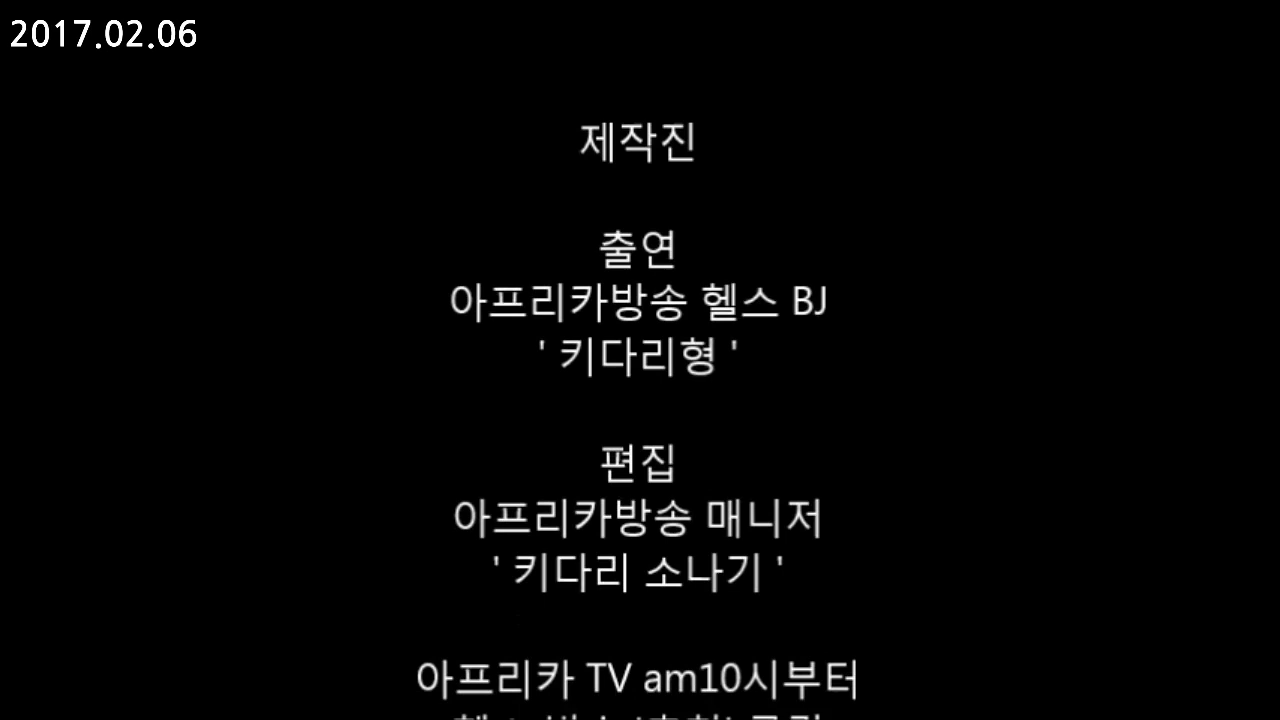 2017.02.06
제작진
출연
아프리카방송 헬스 BJ
' 키다리형 '
편집
아프리카방송 매니저
' 키다리 소나기 '
아프리카 TV am10시부터